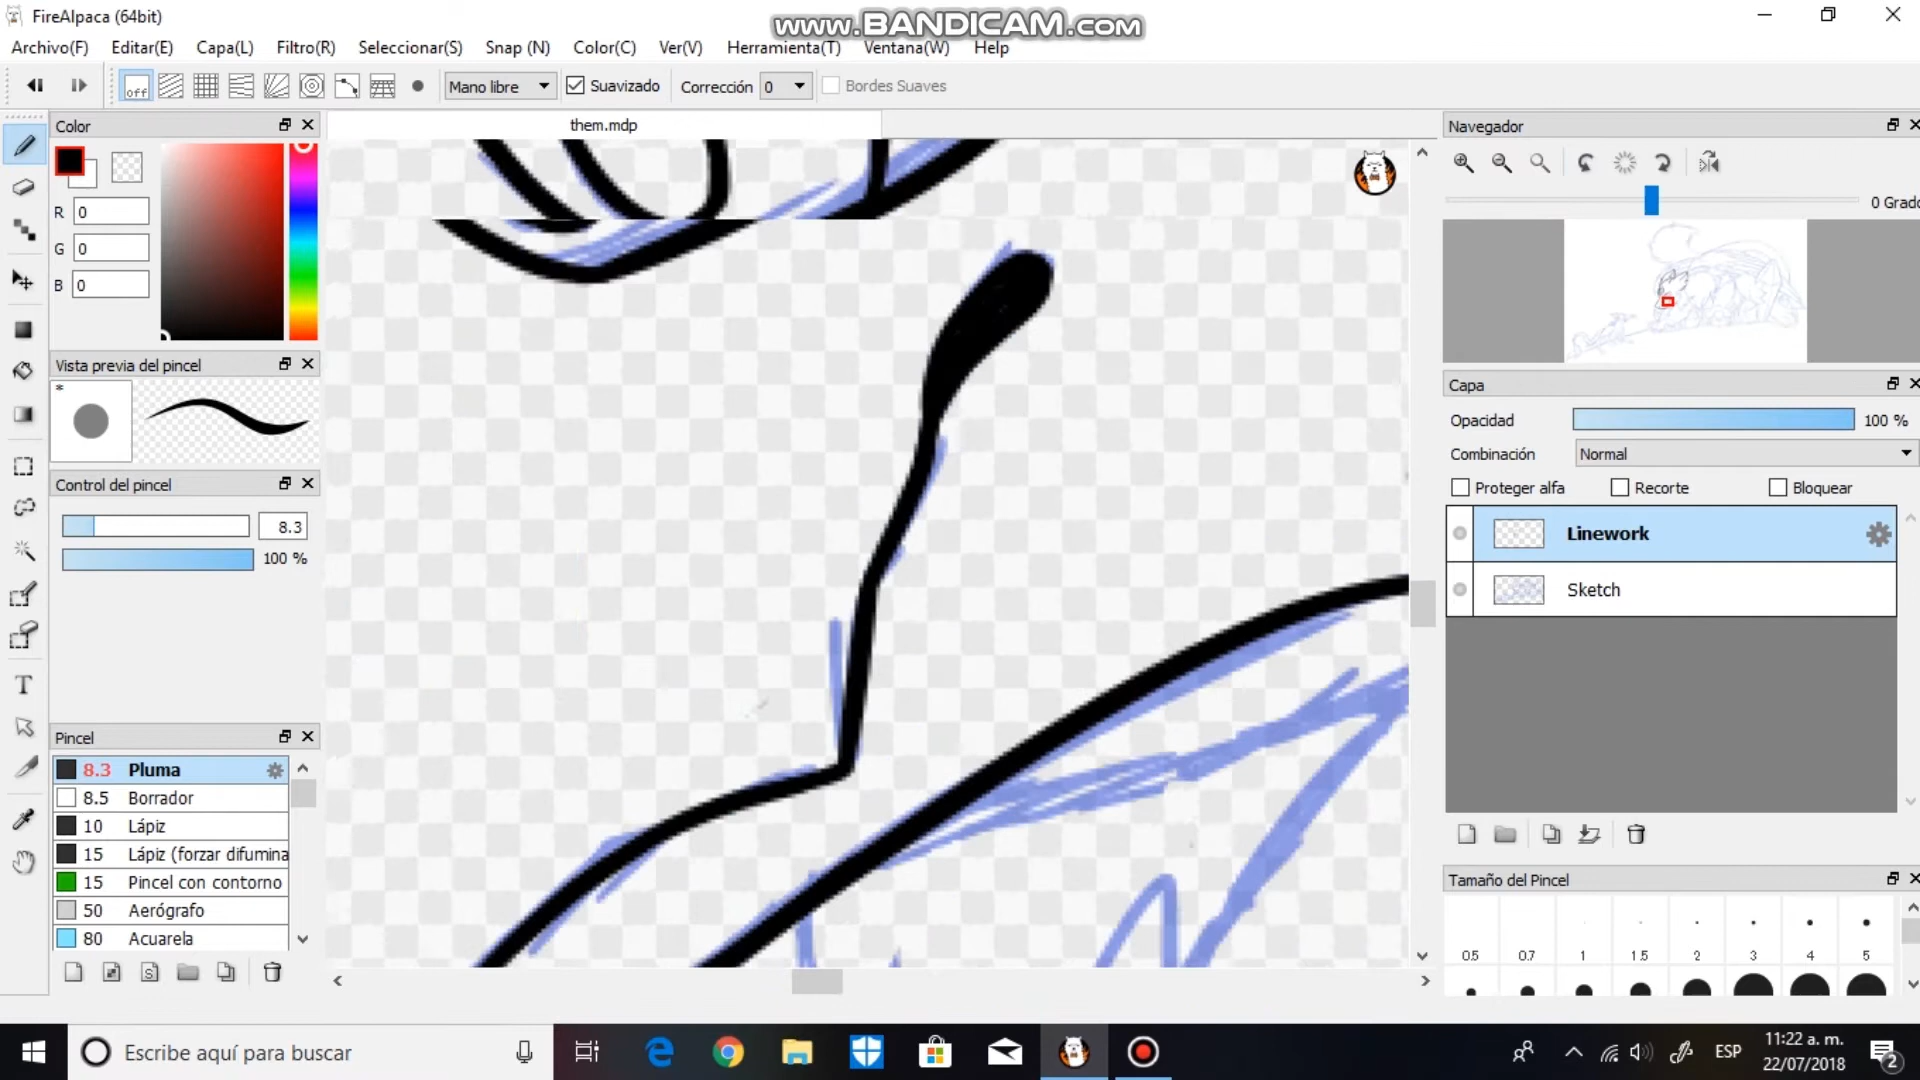 FireAlpaca (64bit)
www.BANDICAM.com
Archivo(F) Editar(E) Capa(L) Filtro(R) Seleccionar(S) Snap (N) Color(C) Ver(V) Herramienta(T) Ventana(W) Help
off Mano libre Suavizado Corrección 0 Bordes Suaves
Color
them.mdp
Navegador
R 0
G 0
B 0
0 Grado
Vista previa del pincel
*
Capa
Opacidad 100 %
Combinación Normal
Proteger alfa Recorte Bloquear
Control del pincel
8.3
100 %
Linework
Sketch
Pincel
8.3 Pluma
8.5 Borrador
10 Lápiz
15 Lápiz (forzar difumina
15 Pincel con contorno
50 Aerógrafo
80 Acuarela
Tamaño del Pincel
0.5 0.7 1 1.5 2 3 4 5
Escribe aquí para buscar
ESP
11:22 a. m.
22/07/2018
2